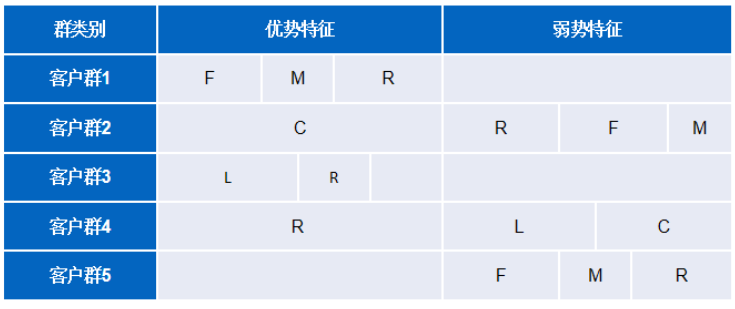 群类别 优势特征 弱势特征
客户群1 F M R
客户群2 C R F M
客户群3 L R
客户群4 R L C
客户群5 F M R